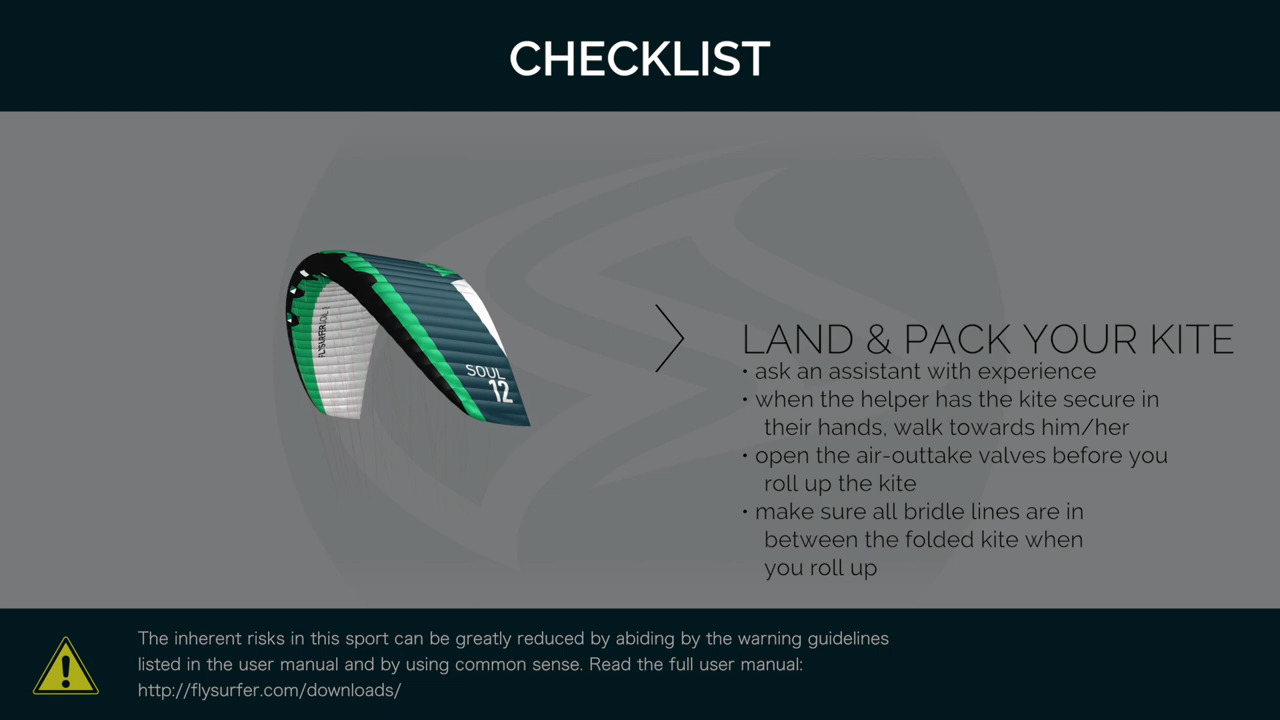 CHECKLIST
FLYSURFER
SOUL
12
LAND & PACK YOUR KITE
• ask an assistant with experience
• when the helper has the kite secure in
their hands, walk towards him/her
• open the air-outtake valves before you
roll up the kite
• make sure all bridle lines are in
between the folded kite when
you roll up
The inherent risks in this sport can be greatly reduced by abiding by the warning guidelines
listed in the user manual and by using common sense. Read the full user manual:
http://flysurfer.com/downloads/